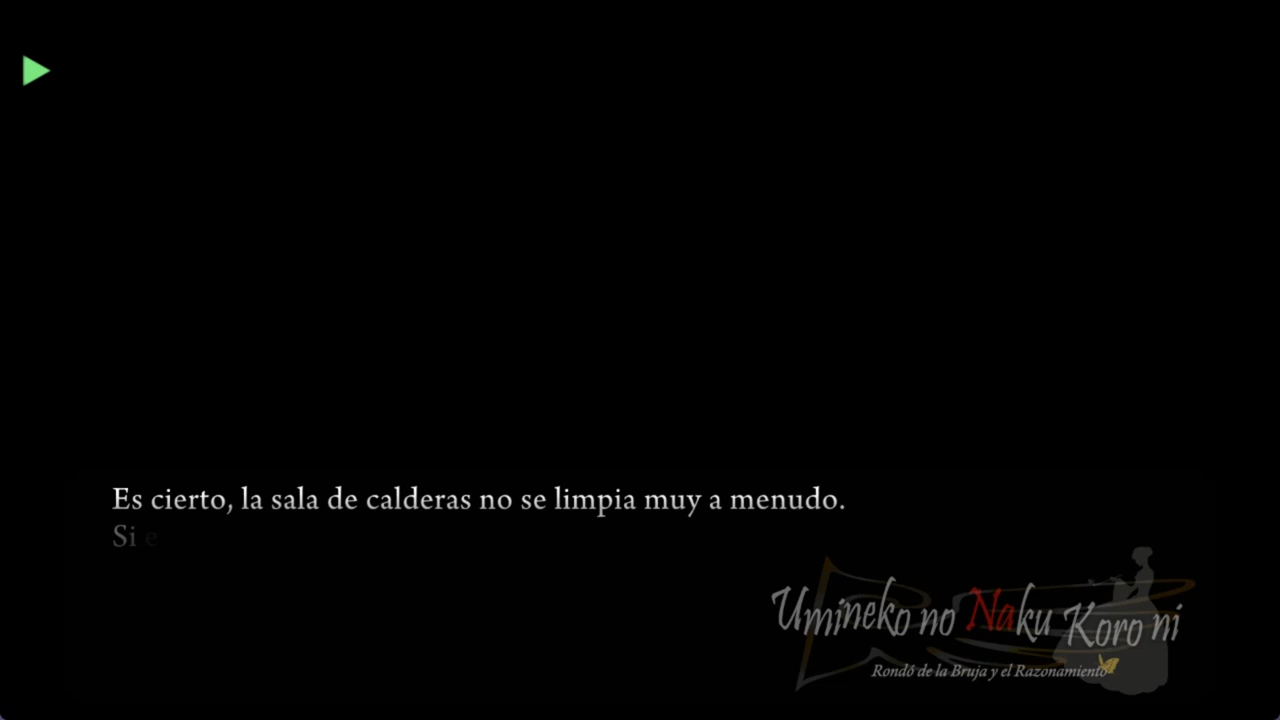 Es cierto, la sala de calderas no se limpia muy a menudo.
Si e
Umineko no Naku Koro ni
Rondó de la Bruja y el Razonamiento